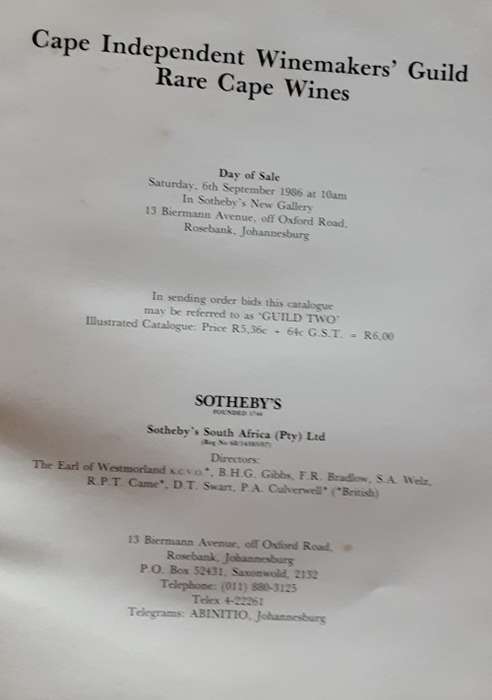 Cape Independent Winemakers' Guild
Rare Cape Wines
Day of Sale
Saturday, 6th September 1986 at 10am
In Sotheby's New Gallery
13 Biermann Avenue, off Oxford Road,
Rosebank, Johannesburg
In sending order bids this catalogue
may be referred to as 'GUILD TWO'
Illustrated Catalogue: Price R5,36c + 64c G.S.T. = R6,00
SOTHEBY'S
FOUNDED 1744
Sotheby's South Africa (Pty) Ltd
(Reg No
Directors:
The Earl of Westmorland K.C.V.O.*, B.H.G. Gibbs, F.R. Bradlow, S.A. Welz,
R.P.T. Came*, D.T. Swart, P.A. Culverwell* (*British)
13 Biermann Avenue, off Oxford Road,
Rosebank, Johannesburg
P.O. Box 52431, Saxonwold, 2132
Telephone: (011) 880-3125
Telex 4-22261
Telegrams: ABINITIO, Johannesburg